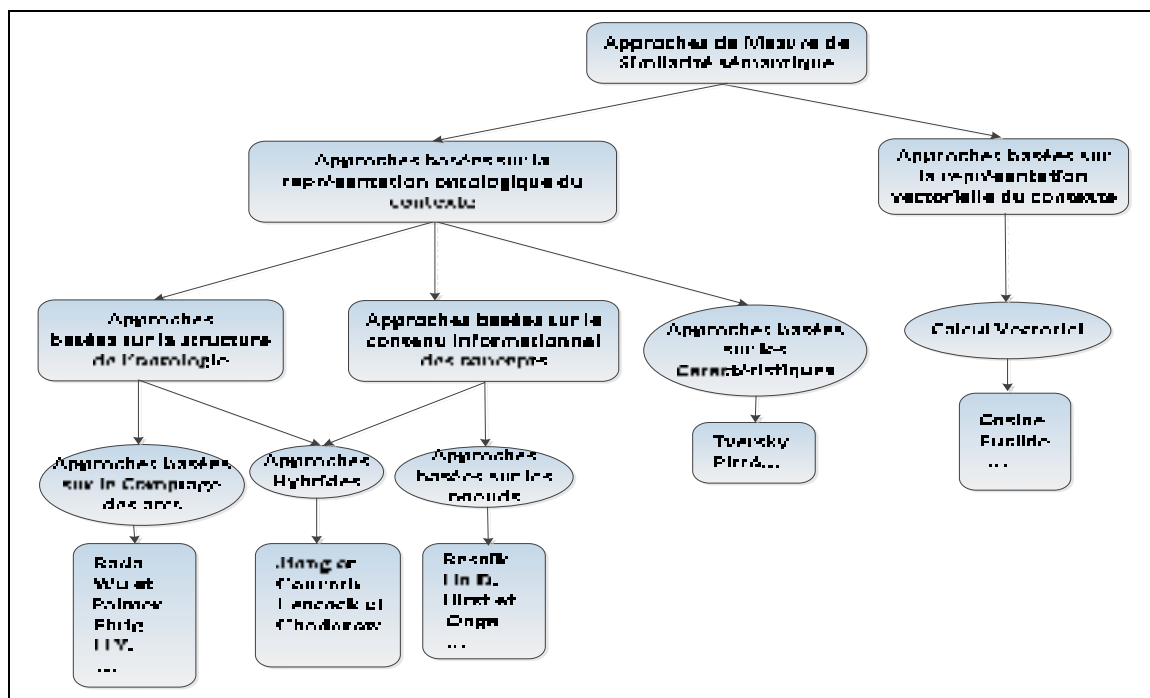 Approches de Mesure de
Similarité sémantique
Approches basées sur la
représentation ontologique du
contexte
Approches basées sur
la représentation
vectorielle du contexte
Approches
basées sur la structure
de l'ontologie
Approches basées sur le
contenu informationnel
des concepts
Approches basées
sur les
Caractéristiques
Calcul Vectoriel
Approches basées
sur le Comptage
des arcs
Approches
Hybrides
Approches
basées sur les
nœuds
Tversky
Pirró...
Cosine
Euclide
...
Rada
Wu et
Palmer
Ehrig
LI Y.
...
Jiang et
Conrath
Leacock et
Chodorow
Resnik
Lin D.
Hirst et
...